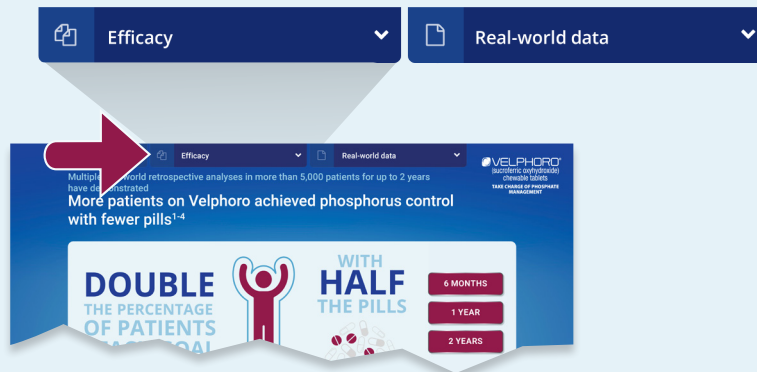 Efficacy
Real-world data
Efficacy
Real-world data
VELPHORO®
(sucroferric oxyhydroxide)
chewable tablets
TAKE CHARGE OF PHOSPHATE
MANAGEMENT
Multiple world retrospective analyses in more than 5,000 patients for up to 2 years
have demonstrated
More patients on Velphoro achieved phosphorus control
with fewer pills¹⁻⁴
DOUBLE
THE PERCENTAGE
OF PATIENTS
GOAL
WITH
HALF
THE PILLS
6 MONTHS
1 YEAR
2 YEARS